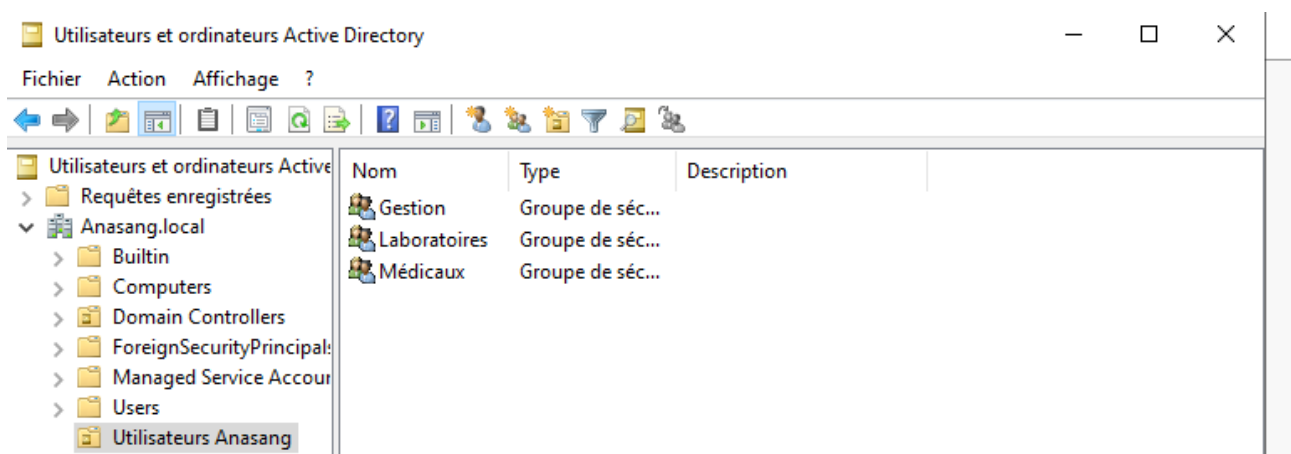 Utilisateurs et ordinateurs Active Directory
Fichier Action Affichage ?
Utilisateurs et ordinateurs Active
Requêtes enregistrées
Anasang.local
Builtin
Computers
Domain Controllers
ForeignSecurityPrincipals
Managed Service Accour
Users
Utilisateurs Anasang
Nom Type Description
Gestion Groupe de séc...
Laboratoires Groupe de séc...
Médicaux Groupe de séc...